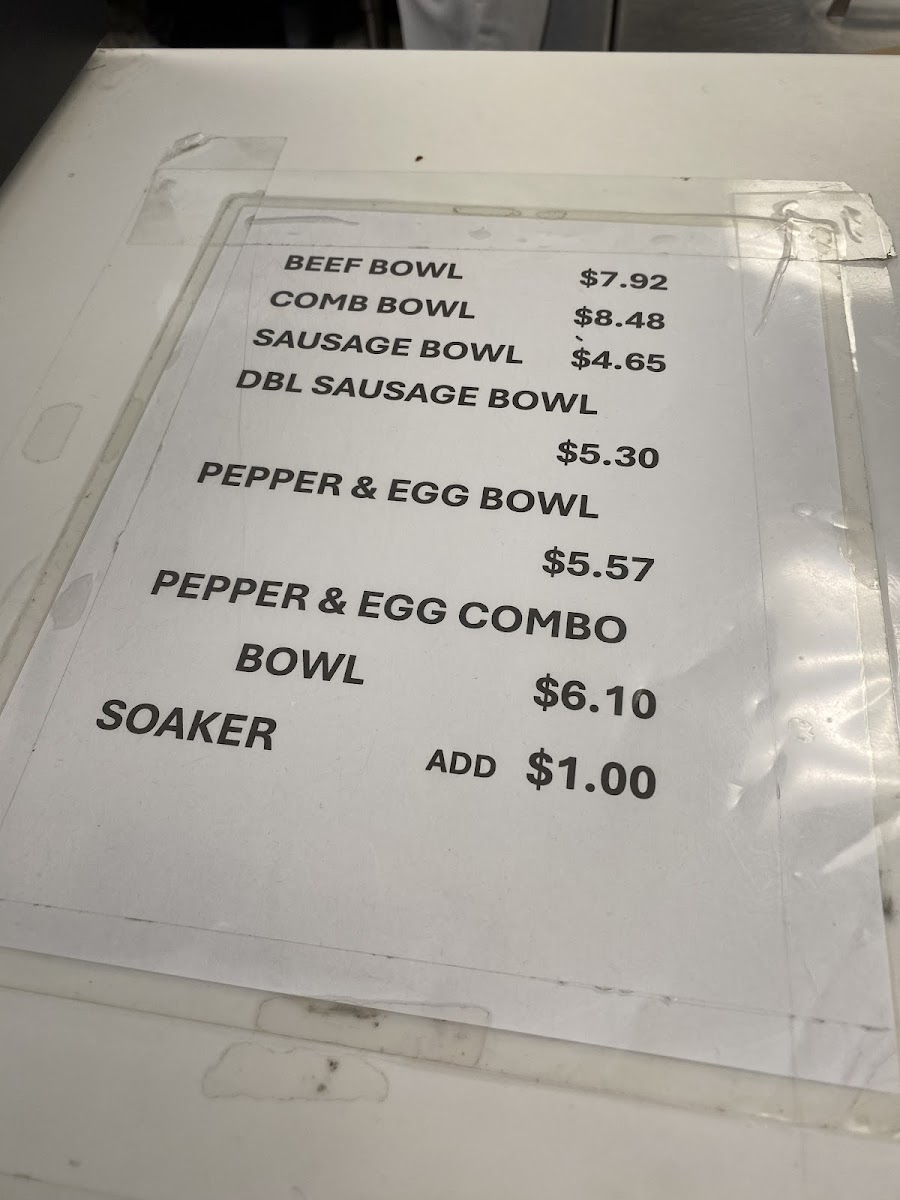 BEEF BOWL $7.92
COMB BOWL $8.48
SAUSAGE BOWL $4.65
DBL SAUSAGE BOWL
$5.30
PEPPER & EGG BOWL
$5.57
PEPPER & EGG COMBO
BOWL $6.10
SOAKER ADD $1.00